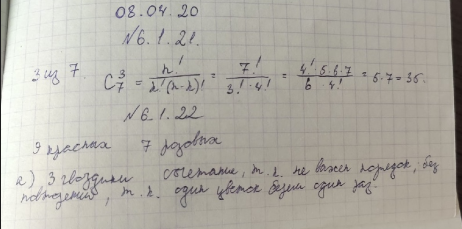 08.04.20
№6.1.21.
3 из 7. C₇³ = n!/k!(n-k)! = 7!/3!·4! = 4!·5·6·7/6·4! = 5·7=35.
№6.1.22
9 красных 7 розовых
а) 3 гвоздики сочетание, т.к. не важен порядок, без
повторений, т.к. один цветок берём один раз.